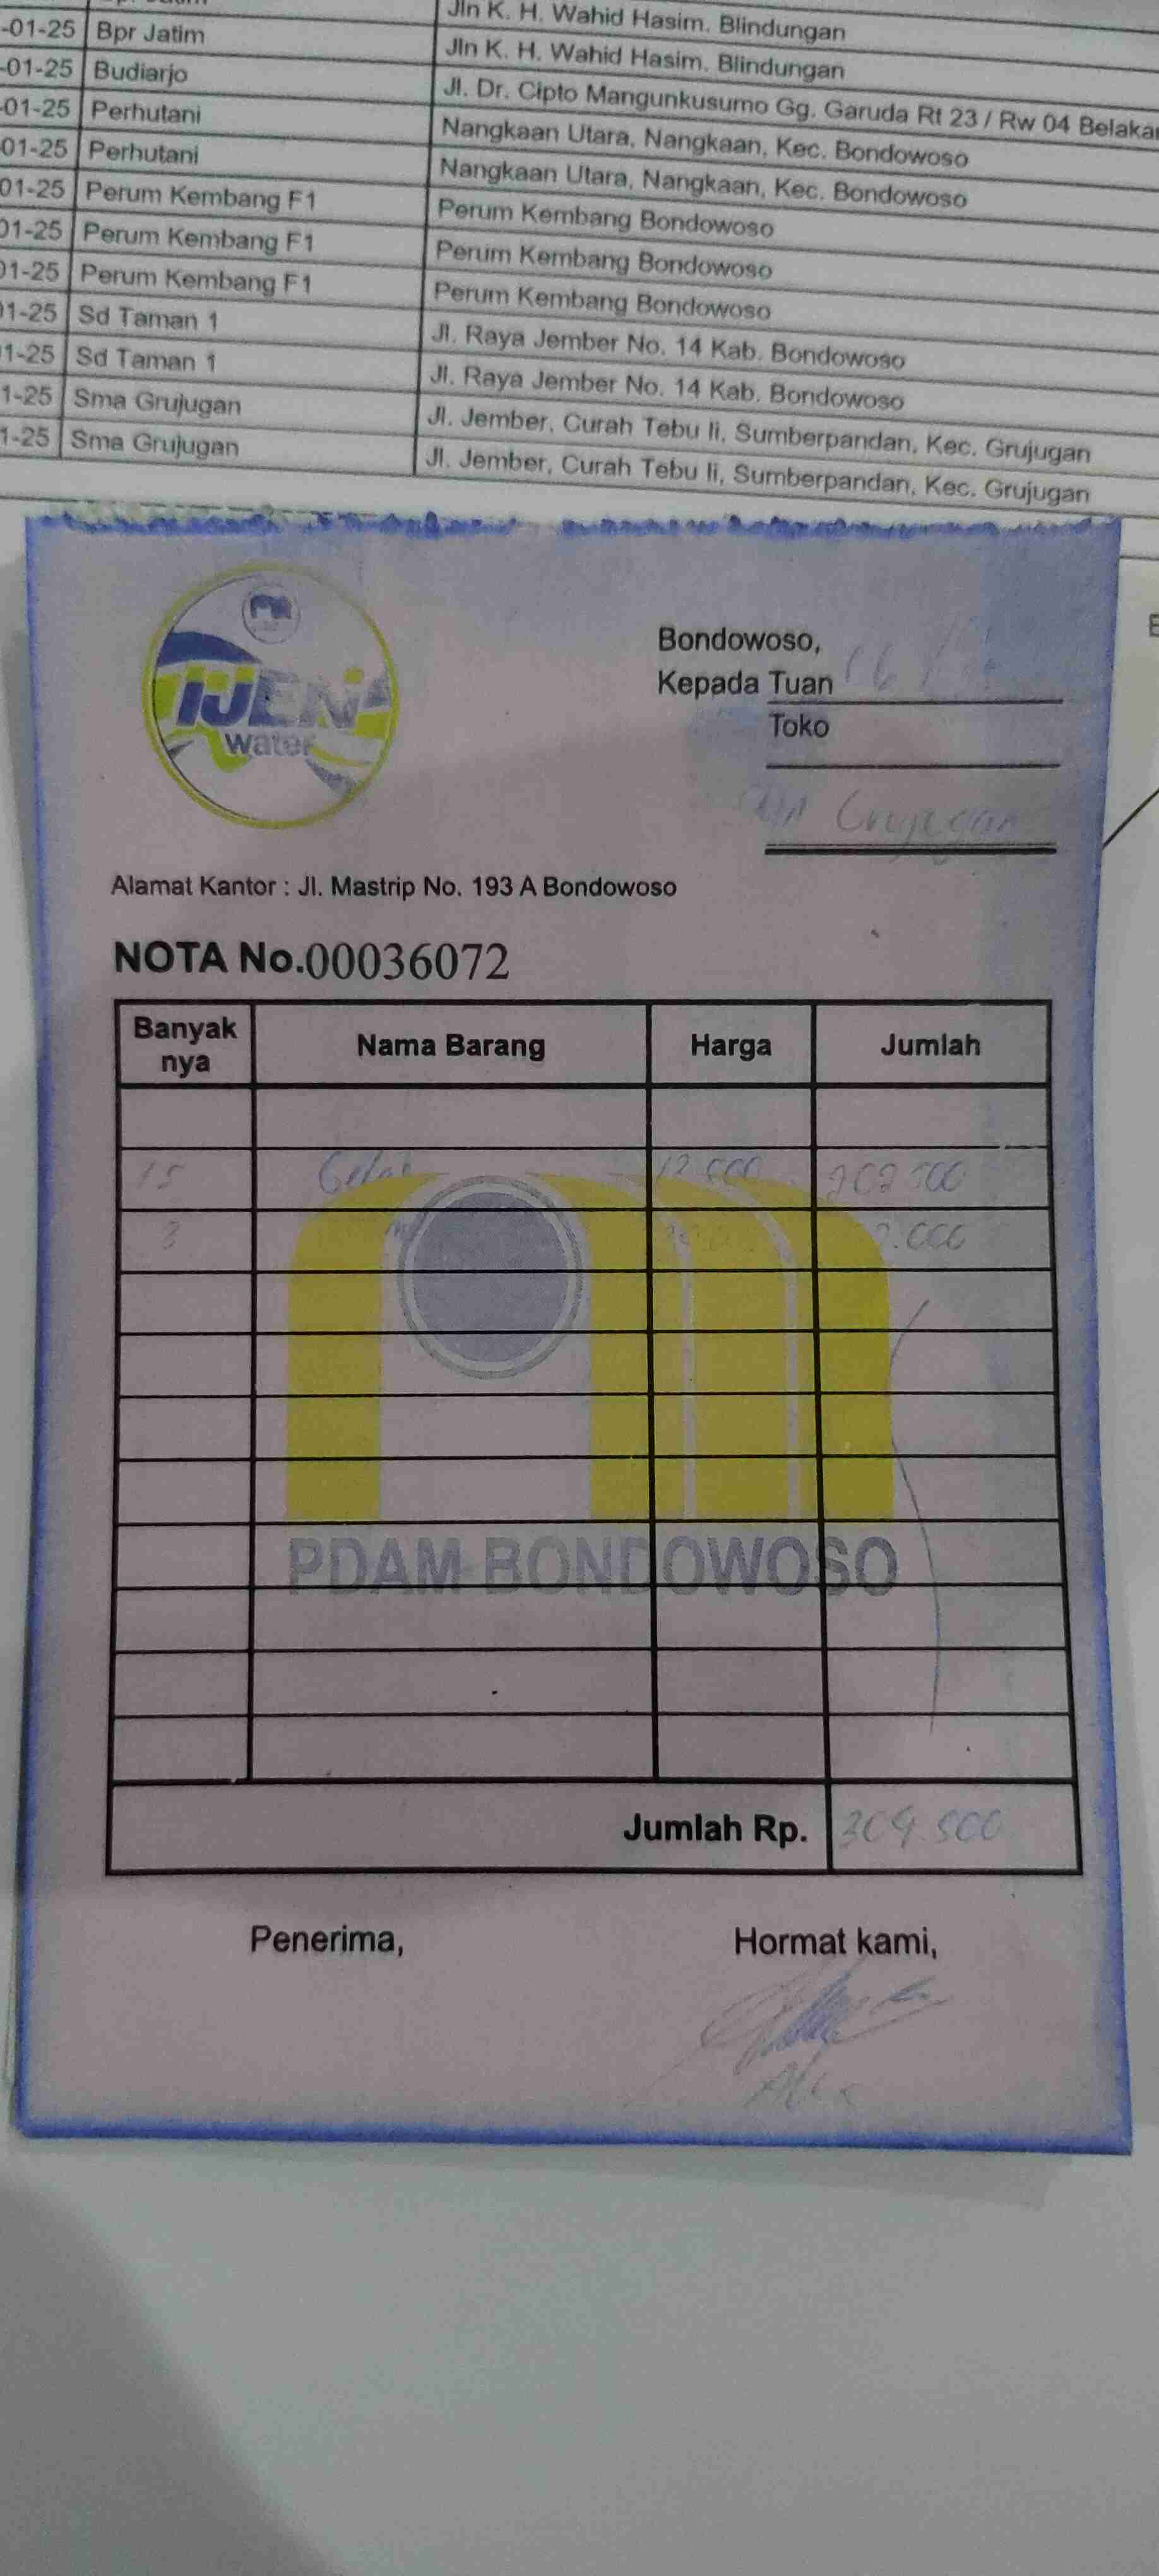 Jln K. H. Wahid Hasim. Blindungan
-01-25 Bpr Jatim Jln K. H. Wahid Hasim. Blindungan
-01-25 Budiarjo Jl. Dr. Cipto Mangunkusumo Gg. Garuda Rt 23 / Rw 04 Belaka
-01-25 Perhutani Nangkaan Utara, Nangkaan, Kec. Bondowoso
01-25 Perhutani Nangkaan Utara, Nangkaan, Kec. Bondowoso
01-25 Perum Kembang F1 Perum Kembang Bondowoso
01-25 Perum Kembang F1 Perum Kembang Bondowoso
01-25 Perum Kembang F1 Perum Kembang Bondowoso
1-25 Sd Taman 1 Jl. Raya Jember No. 14 Kab. Bondowoso
1-25 Sd Taman 1 Jl. Raya Jember No. 14 Kab. Bondowoso
1-25 Sma Grujugan Jl. Jember, Curah Tebu Ii, Sumberpandan, Kec. Grujugan
1-25 Sma Grujugan Jl. Jember, Curah Tebu Ii, Sumberpandan, Kec. Grujugan
IJEN
Water
Bondowoso, 16/
Kepada Tuan
Toko
Grujugan
Alamat Kantor : Jl. Mastrip No. 193 A Bondowoso
NOTA No.00036072
Banyak nya Nama Barang Harga Jumlah
15 Gelas 500 202.500
3 .000
PDAM BONDOWOSO
Jumlah Rp. 304.500
Penerima, Hormat kami,